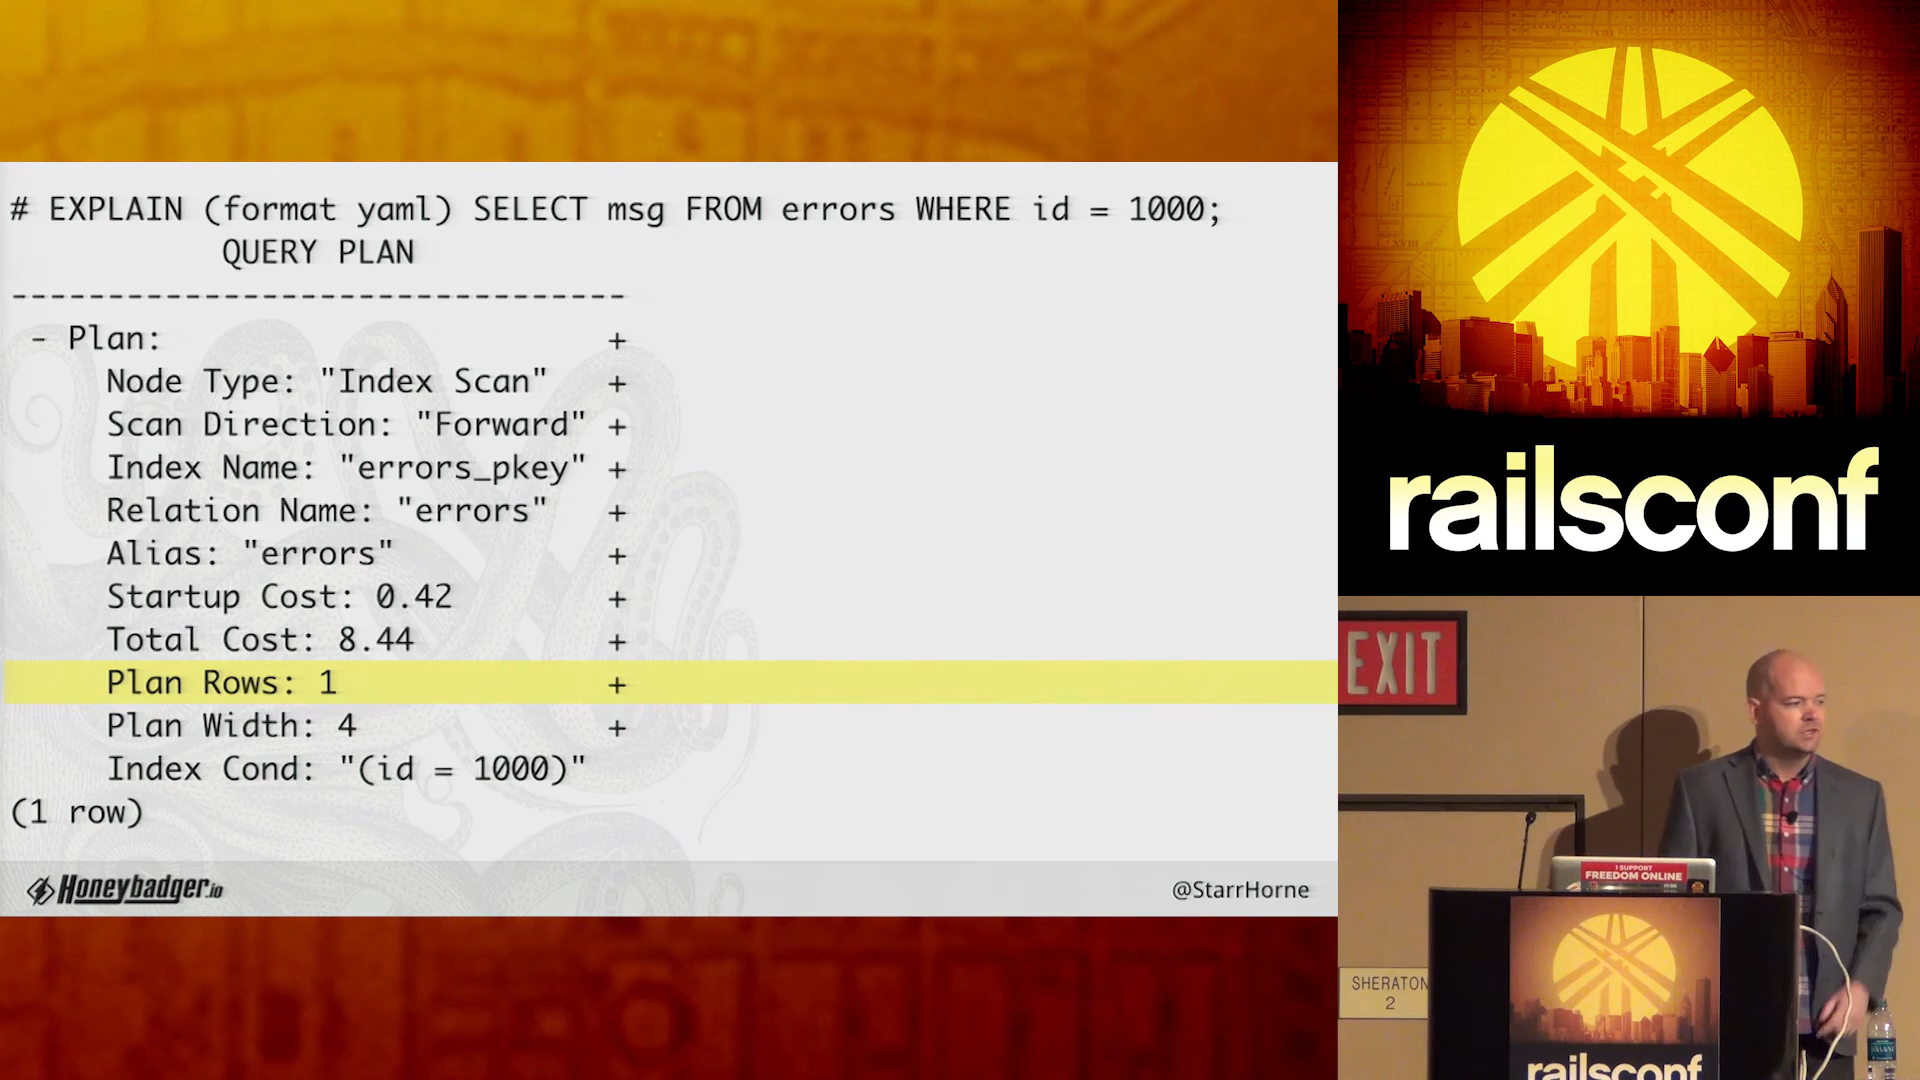 # EXPLAIN (format yaml) SELECT msg FROM errors WHERE id = 1000;
QUERY PLAN
--------------------------------
- Plan: +
Node Type: "Index Scan" +
Scan Direction: "Forward" +
Index Name: "errors_pkey" +
Relation Name: "errors" +
Alias: "errors" +
Startup Cost: 0.42 +
Total Cost: 8.44 +
Plan Rows: 1 +
Plan Width: 4 +
Index Cond: "(id = 1000)"
(1 row)
Honeybadger.io
@StarrHorne
railsconf
EXIT
I SUPPORT
FREEDOM ONLINE
SHERATON
2
railsconf